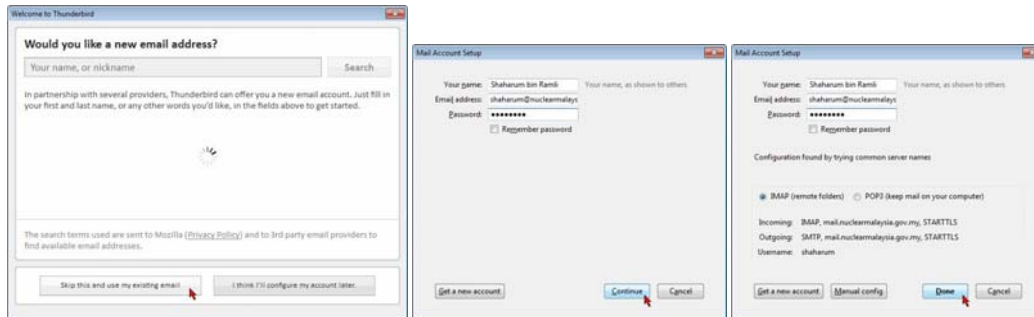 Welcome to Thunderbird
Would you like a new email address?
Your name, or nickname
Search
In partnership with several providers, Thunderbird can offer you a new email account. Just fill in
your first and last name, or any other words you'd like, in the fields above to get started.
The search terms used are sent to Mozilla (Privacy Policy) and to 3rd party email providers to
find available email addresses.
Skip this and use my existing email
I think I'll configure my account later.
Mail Account Setup
Your name: Shaharum bin Ramli Your name, as shown to others
Email address: shaharum@nuclearmalays
Password: ••••••••
Remember password
Get a new account Continue Cancel
Mail Account Setup
Your name: Shaharum bin Ramli Your name, as shown to others
Email address: shaharum@nuclearmalays
Password: ••••••••
Remember password
Configuration found by trying common server names
IMAP (remote folders) POP3 (keep mail on your computer)
Incoming: IMAP, mail.nuclearmalaysia.gov.my, STARTTLS
Outgoing: SMTP, mail.nuclearmalaysia.gov.my, STARTTLS
Username: shaharum
Get a new account Manual config Done Cancel